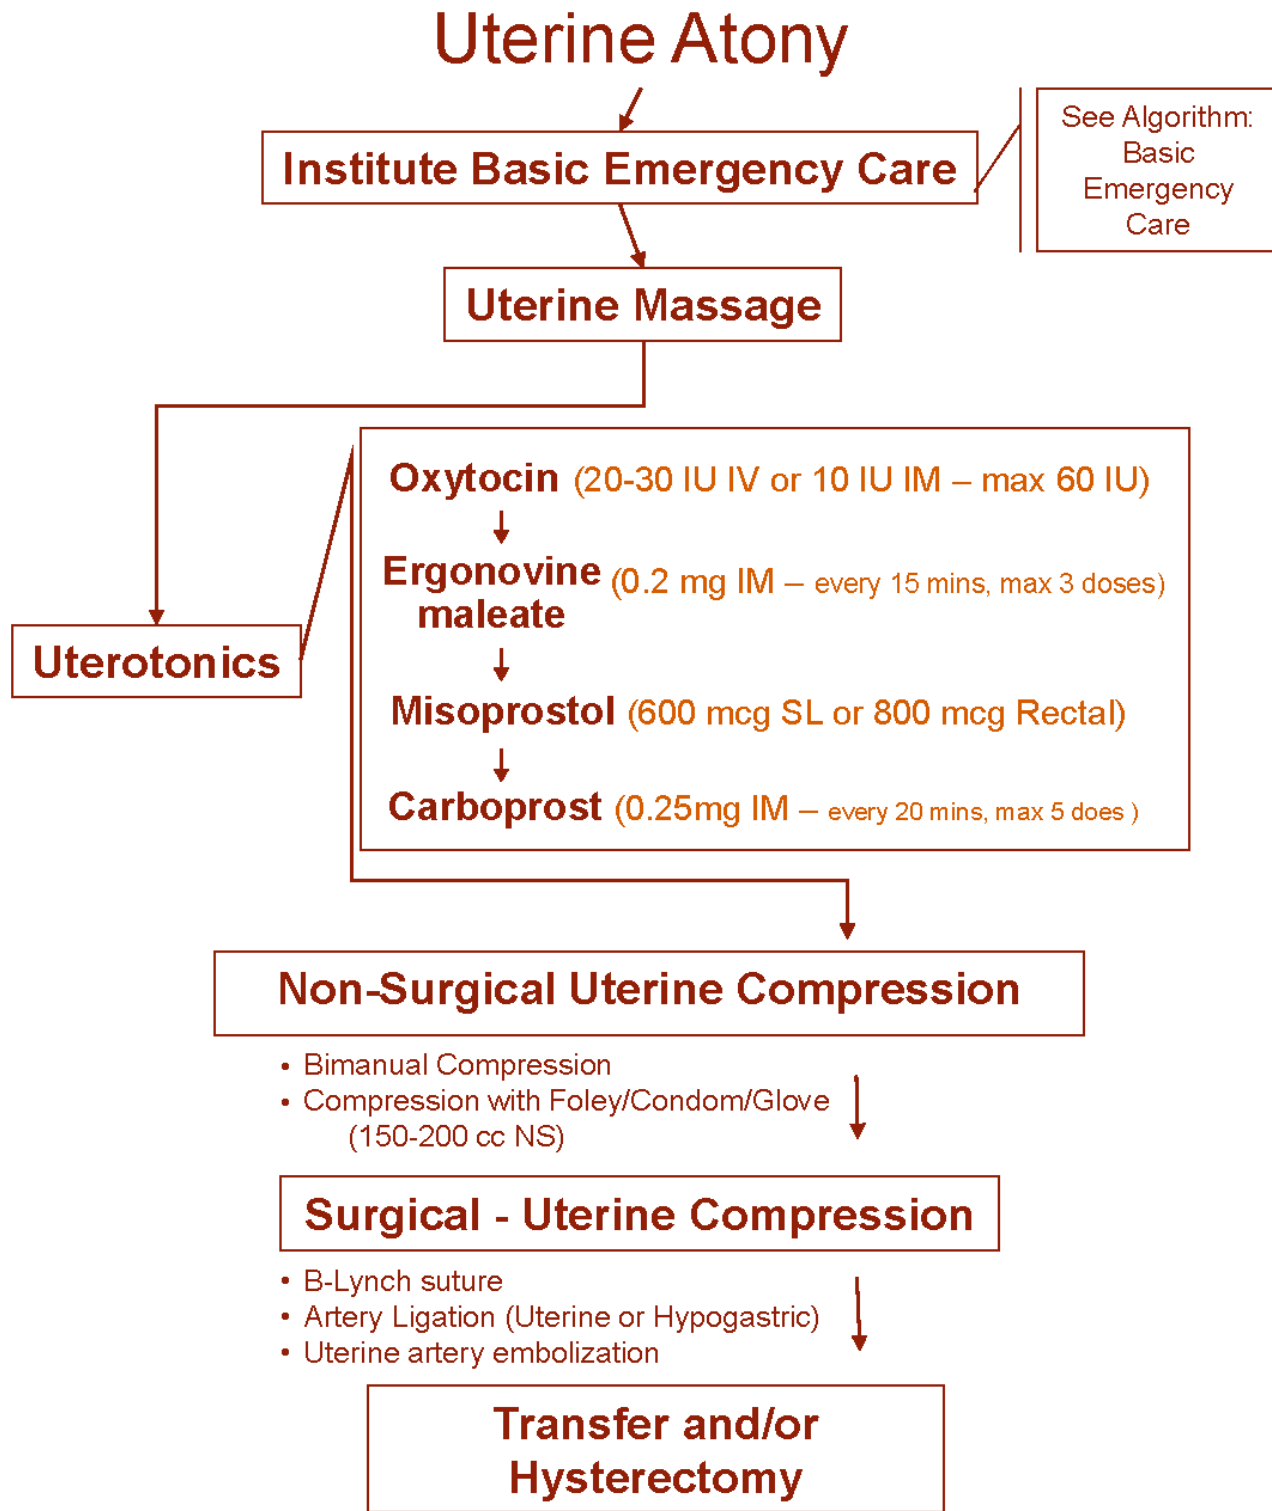 Uterine Atony
Institute Basic Emergency Care
See Algorithm:
Basic
Emergency
Care
Uterine Massage
Uterotonics
Oxytocin (20-30 IU IV or 10 IU IM – max 60 IU)
Ergonovine
maleate (0.2 mg IM – every 15 mins, max 3 doses)
Misoprostol (600 mcg SL or 800 mcg Rectal)
Carboprost (0.25mg IM – every 20 mins, max 5 does )
Non-Surgical Uterine Compression
• Bimanual Compression
• Compression with Foley/Condom/Glove
(150-200 cc NS)
Surgical - Uterine Compression
• B-Lynch suture
• Artery Ligation (Uterine or Hypogastric)
• Uterine artery embolization
Transfer and/or
Hysterectomy